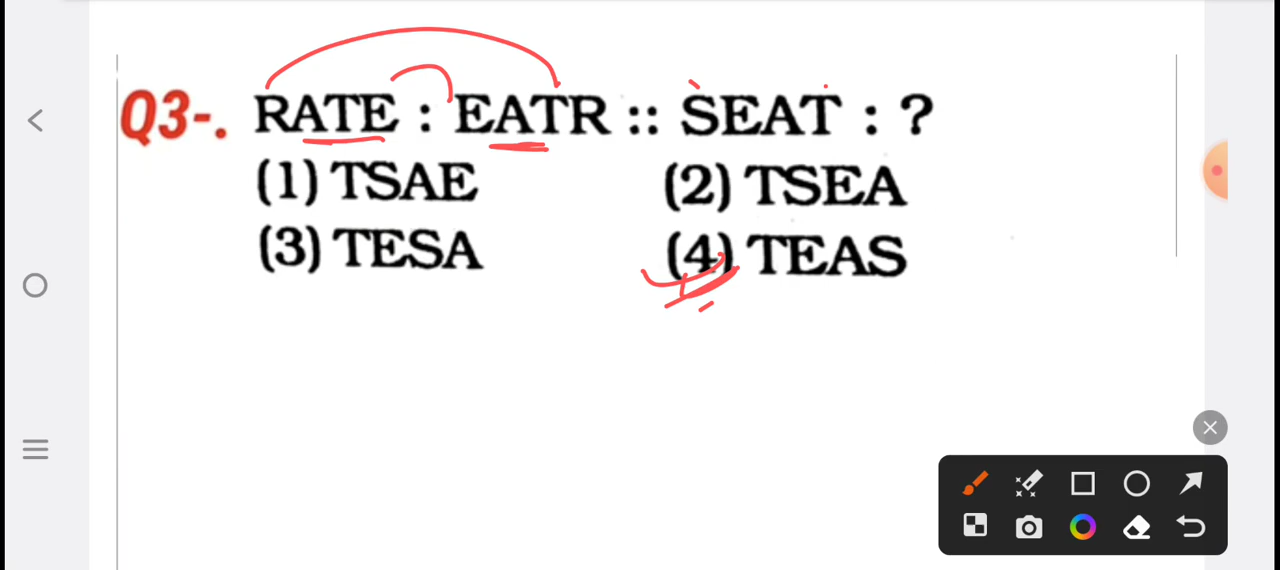 Q3-. RATE : EATR :: SEAT : ?
(1) TSAE (2) TSEA
(3) TESA (4) TEAS